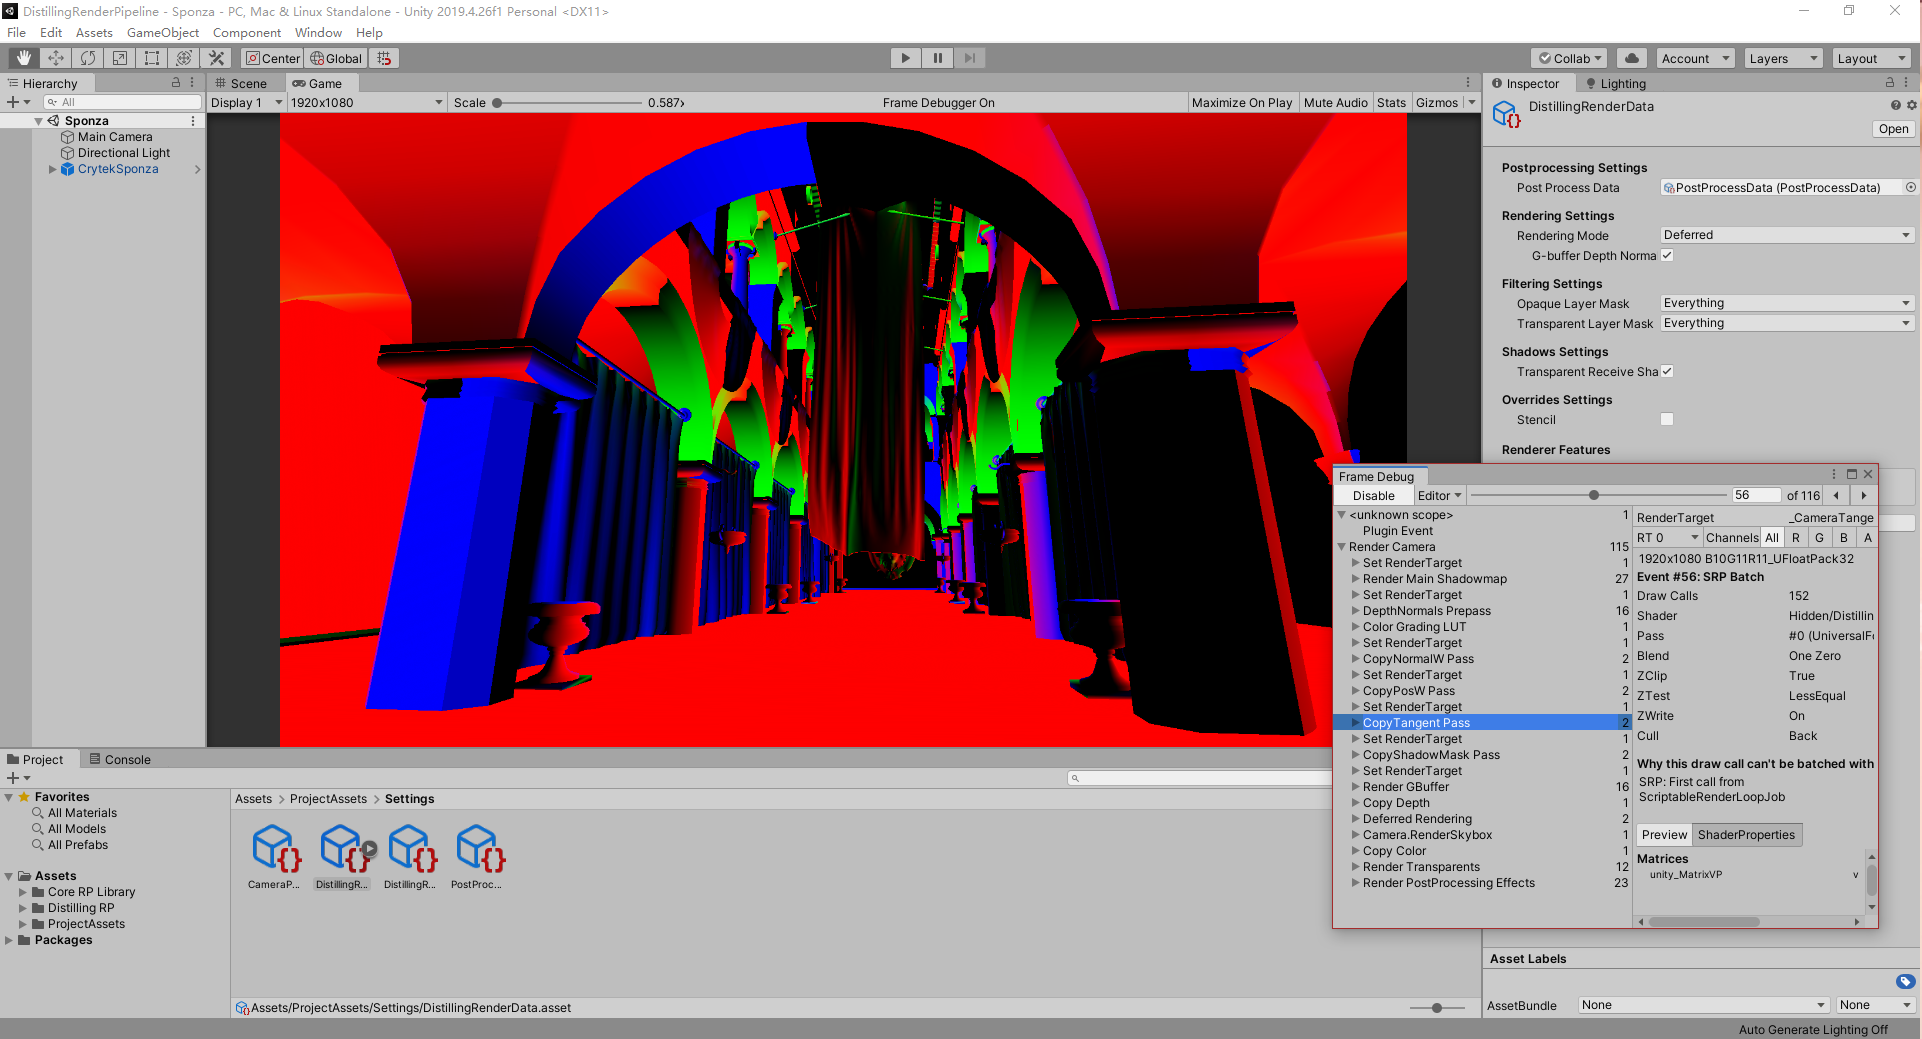 DistillingRenderPipeline - Sponza - PC, Mac & Linux Standalone - Unity 2019.4.26f1 Personal <DX11>
File Edit Assets GameObject Component Window Help
Center Global
Collab Account Layers Layout
Hierarchy
All
Sponza
Main Camera
Directional Light
CrytekSponza
Scene Game
Display 1 1920x1080 Scale 0.587x Frame Debugger On Maximize On Play Mute Audio Stats Gizmos
Inspector Lighting
DistillingRenderData
Open
Postprocessing Settings
Post Process Data PostProcessData (PostProcessData)
Rendering Settings
Rendering Mode Deferred
G-buffer Depth Norma
Filtering Settings
Opaque Layer Mask Everything
Transparent Layer Mask Everything
Shadows Settings
Transparent Receive Sha
Overrides Settings
Stencil
Renderer Features
Frame Debug
Disable Editor 56 of 116
<unknown scope> 1
Plugin Event
Render Camera 115
Set RenderTarget 1
Render Main Shadowmap 27
Set RenderTarget 1
DepthNormals Prepass 16
Color Grading LUT 1
Set RenderTarget 1
CopyNormalW Pass 2
Set RenderTarget 1
CopyPosW Pass 2
Set RenderTarget 1
CopyTangent Pass 2
Set RenderTarget 1
CopyShadowMask Pass 2
Set RenderTarget 1
Render GBuffer 16
Copy Depth 1
Deferred Rendering 2
Camera.RenderSkybox 1
Copy Color 1
Render Transparents 12
Render PostProcessing Effects 23
RenderTarget _CameraTange
RT 0 Channels All R G B A
1920x1080 B10G11R11_UFloatPack32
Event #56: SRP Batch
Draw Calls 152
Shader Hidden/Distillin
Pass #0 (UniversalFo
Blend One Zero
ZClip True
ZTest LessEqual
ZWrite On
Cull Back
Why this draw call can't be batched with
SRP: First call from
ScriptableRenderLoopJob
Preview ShaderProperties
Matrices
unity_MatrixVP v
Project Console
Favorites
All Materials
All Models
All Prefabs
Assets
Core RP Library
Distilling RP
ProjectAssets
Packages
Assets > ProjectAssets > Settings
CameraP... DistillingR... DistillingR... PostProc...
Assets/ProjectAssets/Settings/DistillingRenderData.asset
Asset Labels
AssetBundle None None
Auto Generate Lighting Off